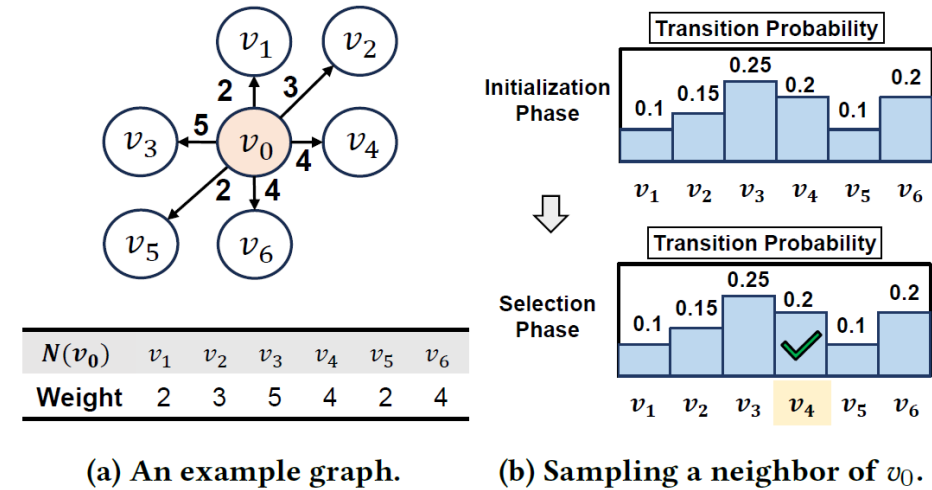 v1
v2
2
3
v3
5
v0
4
v4
2
4
v5
v6
N(v0) v1 v2 v3 v4 v5 v6
Weight 2 3 5 4 2 4
(a) An example graph.
Transition Probability
Initialization
Phase
0.1 0.15 0.25 0.2 0.1 0.2
v1 v2 v3 v4 v5 v6
Transition Probability
Selection
Phase
0.1 0.15 0.25 0.2 0.1 0.2
v1 v2 v3 v4 v5 v6
(b) Sampling a neighbor of v0.